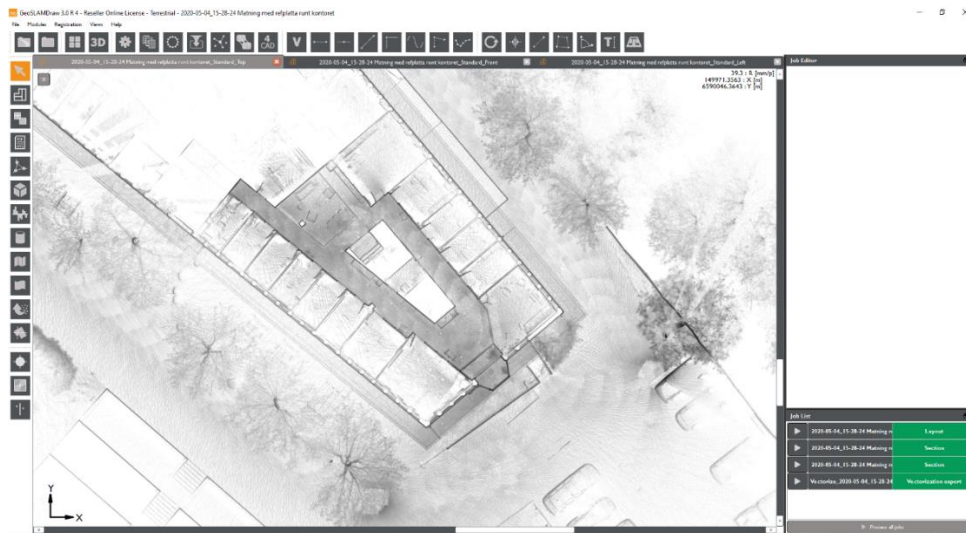 GeoSLAM|Draw 3.0 R 4 - Reseller Online License - Terrestrial - 2020-05-04_15-28-24 Matning med refplatta runt kontoret
File Modules Registration Views Help
3D
4 CAD
V
T
2020-05-04_15-28-24 Matning med refplatta runt kontoret_Standard_Top
2020-05-04_15-28-24 Matning med refplatta runt kontoret_Standard_Front
2020-05-04_15-28-24 Matning med refplatta runt kontoret_Standard_Left
Job Editor
39.3 : R [mm/p]
149971.3563 : X [m]
6598046.3643 : Y [m]
Y
X
Job List
2020-05-04_15-28-24 Matning n Layout
2020-05-04_15-28-24 Matning n Section
2020-05-04_15-28-24 Matning n Section
Vectorize_2020-05-04_15-28-24 Vectorization export
Process all jobs